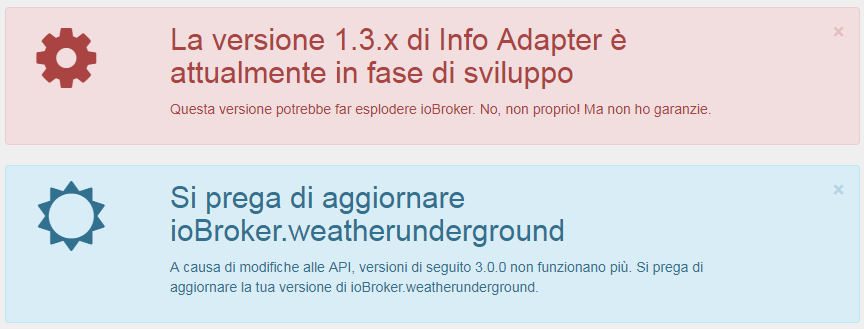 La versione 1.3.x di Info Adapter è
attualmente in fase di sviluppo
Questa versione potrebbe far esplodere ioBroker. No, non proprio! Ma non ho garanzie.
Si prega di aggiornare
ioBroker.weatherunderground
A causa di modifiche alle API, versioni di seguito 3.0.0 non funzionano più. Si prega di
aggiornare la tua versione di ioBroker.weatherunderground.